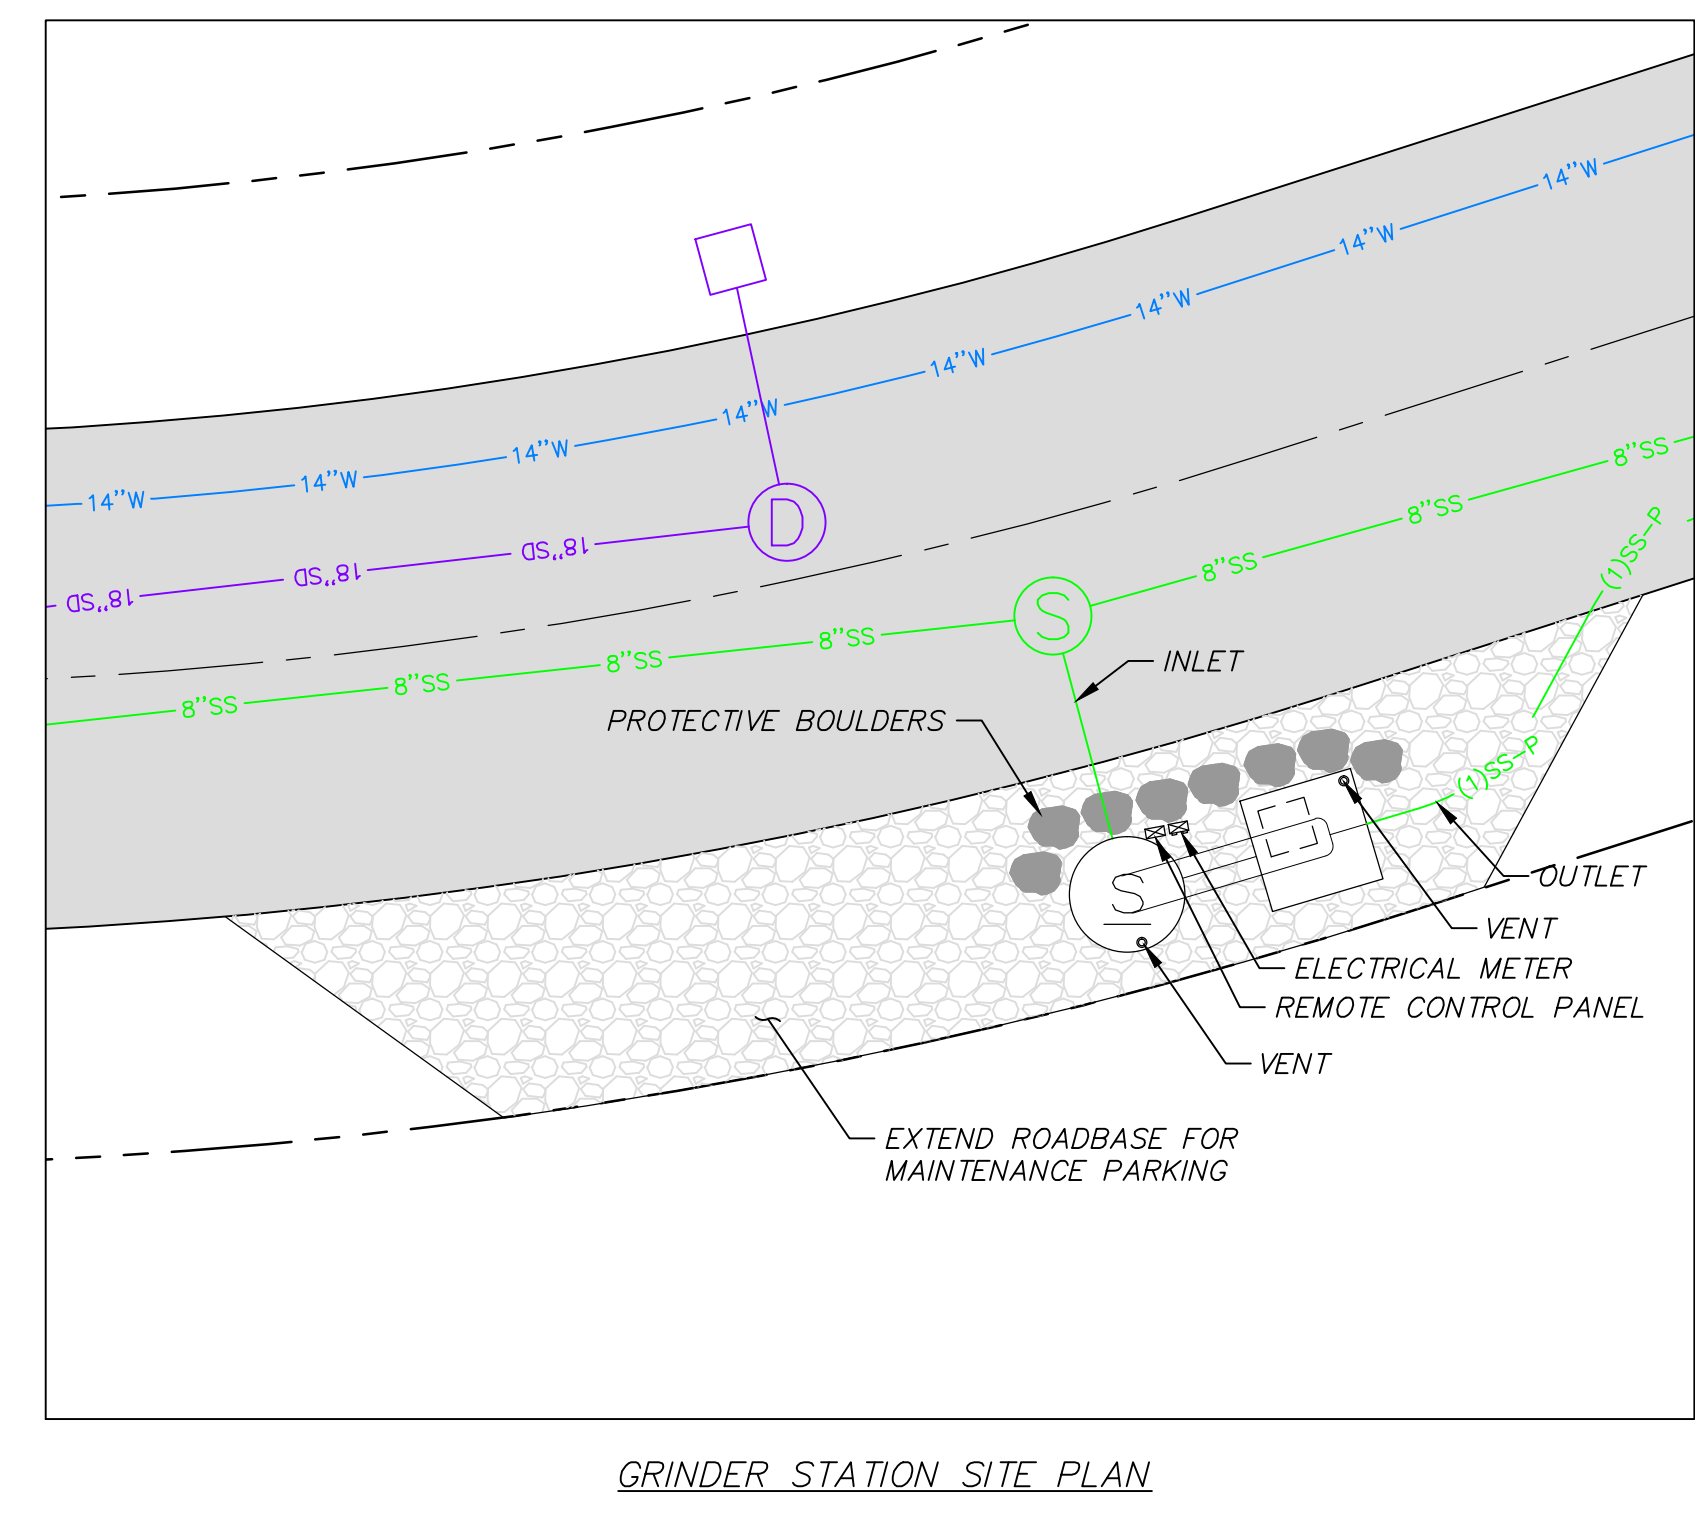 14"W
14"W
14"W
14"W
14"W
14"W
14"W
14"W
8"SS
8"SS
8"SS
(1)SS-P
D
18"SD
18"SD
18"SD
S
8"SS
8"SS
8"SS
8"SS
INLET
PROTECTIVE BOULDERS
(1)SS-P
S
OUTLET
VENT
ELECTRICAL METER
REMOTE CONTROL PANEL
VENT
EXTEND ROADBASE FOR
MAINTENANCE PARKING
GRINDER STATION SITE PLAN